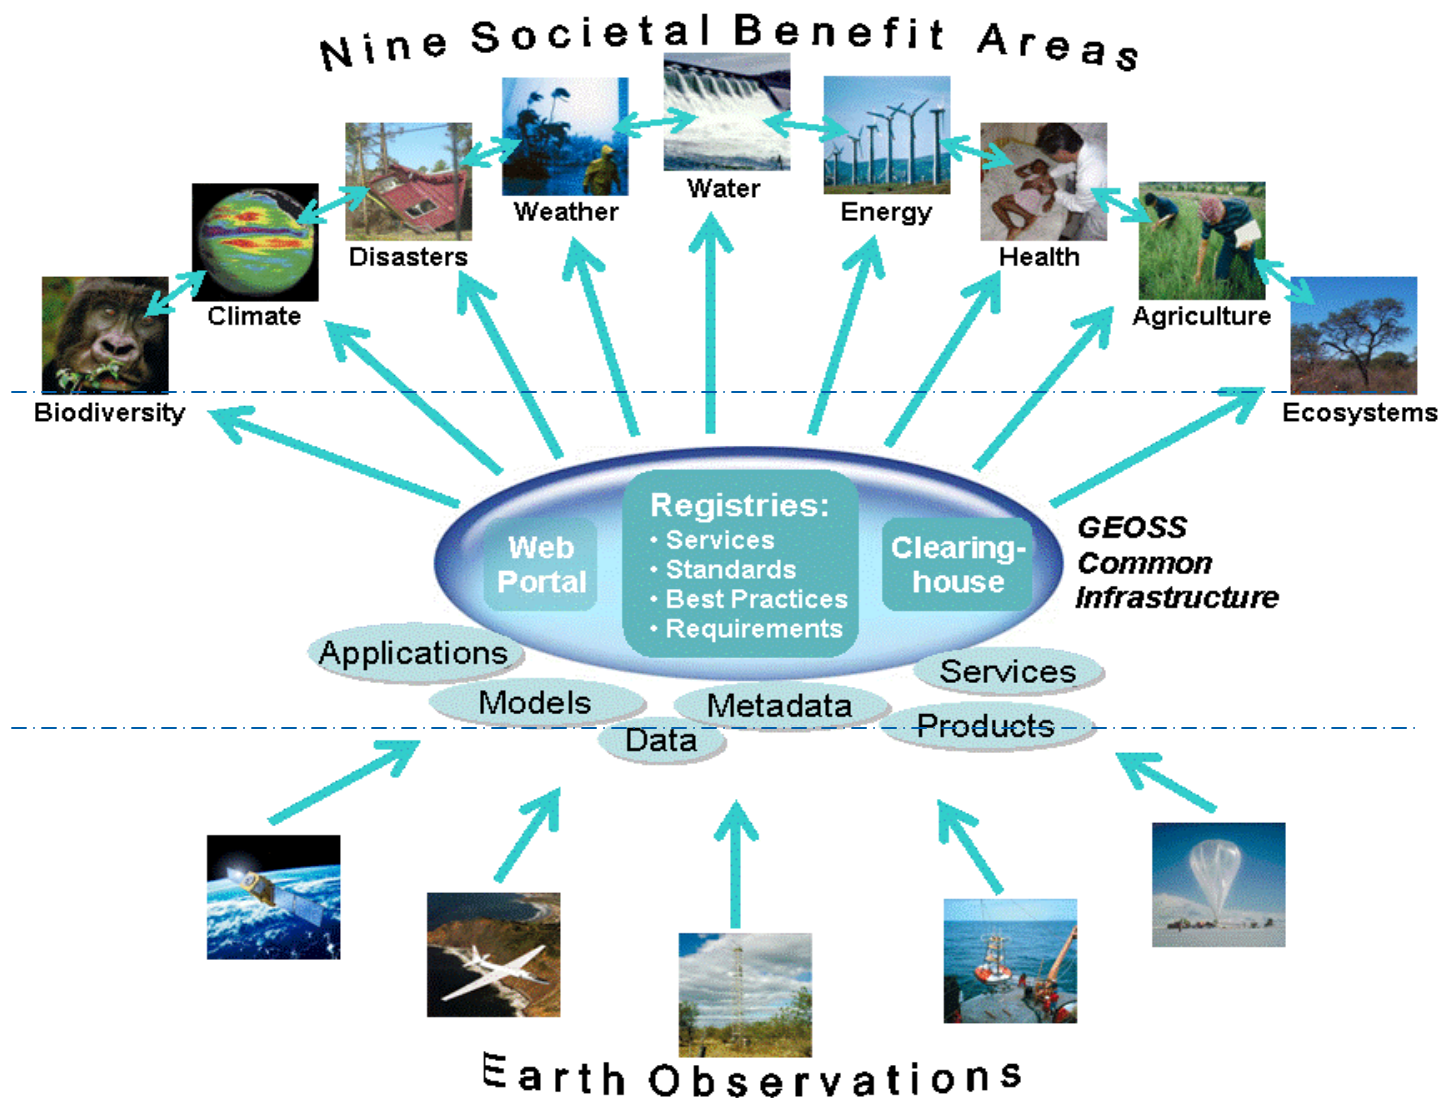 Nine Societal Benefit Areas
Water
Weather
Energy
Disasters
Health
Climate
Agriculture
Biodiversity
Ecosystems
Registries:
• Services
• Standards
• Best Practices
• Requirements
Web
Portal
Clearing-
house
GEOSS
Common
Infrastructure
Applications
Models
Data
Metadata
Services
Products
Earth Observations